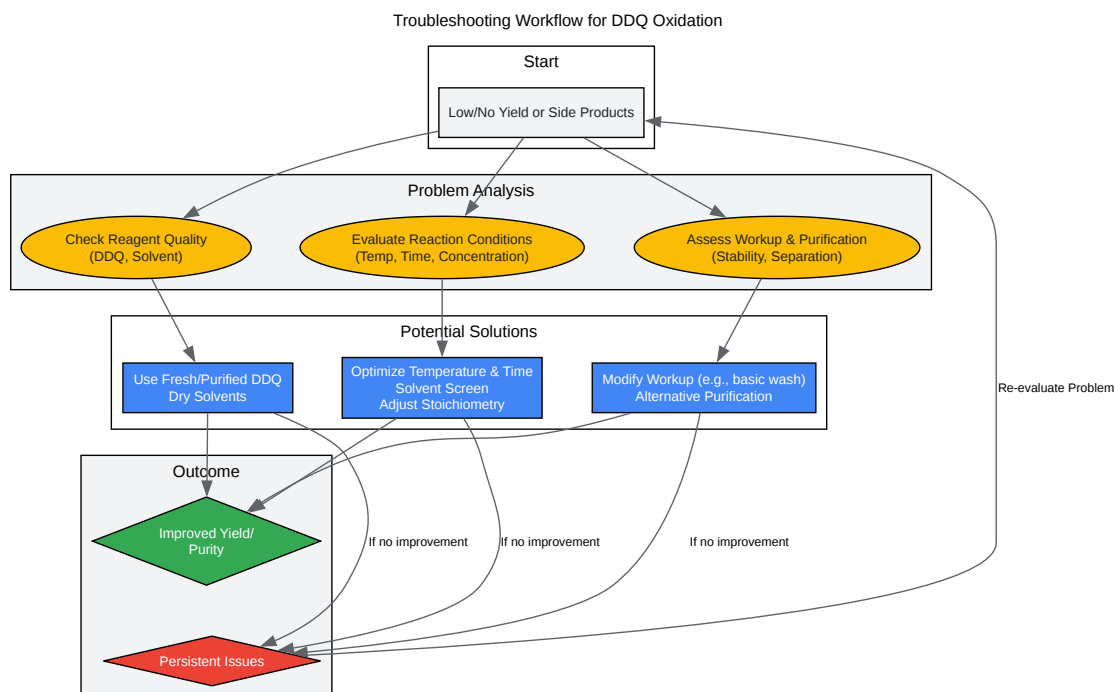 Troubleshooting Workflow for DDQ Oxidation
Start
Low/No Yield or Side Products
Problem Analysis
Check Reagent Quality
(DDQ, Solvent)
Evaluate Reaction Conditions
(Temp, Time, Concentration)
Assess Workup & Purification
(Stability, Separation)
Potential Solutions
Use Fresh/Purified DDQ
Dry Solvents
Optimize Temperature & Time
Solvent Screen
Adjust Stoichiometry
Modify Workup (e.g., basic wash)
Alternative Purification
Re-evaluate Problem
Outcome
Improved Yield/
Purity
If no improvement
If no improvement
If no improvement
Persistent Issues